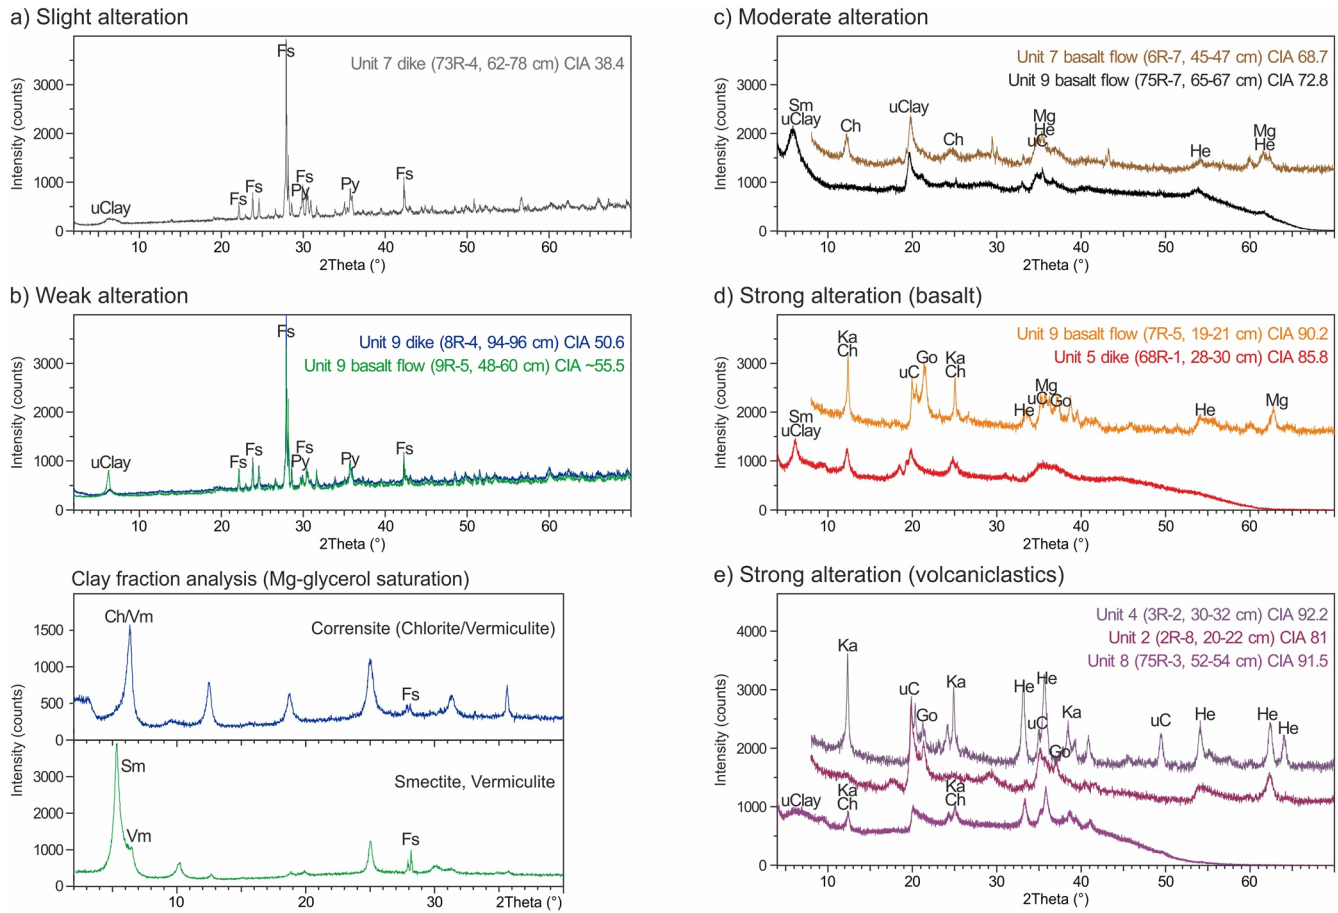 a) Slight alteration
Unit 7 dike (73R-4, 62-78 cm) CIA 38.4
Intensity (counts)
3000
2000
1000
0
Fs
uClay
Fs
Fs
Fs
Py
Py
Fs
10
20
30
40
50
60
2Theta (°)
b) Weak alteration
Unit 9 dike (8R-4, 94-96 cm) CIA 50.6
Unit 9 basalt flow (9R-5, 48-60 cm) CIA ~55.5
Intensity (counts)
3000
2000
1000
0
Fs
uClay
Fs
Fs
Fs
Py
Py
Fs
10
20
30
40
50
60
2Theta (°)
Clay fraction analysis (Mg-glycerol saturation)
Corrensite (Chlorite/Vermiculite)
Intensity (counts)
1500
1000
500
0
Ch/Vm
Fs
Smectite, Vermiculite
3000
2000
1000
0
Sm
Vm
Fs
10
20
30
2Theta (°)
c) Moderate alteration
Unit 7 basalt flow (6R-7, 45-47 cm) CIA 68.7
Unit 9 basalt flow (75R-7, 65-67 cm) CIA 72.8
Intensity (counts)
3000
2000
1000
0
Sm
uClay
Ch
uClay
Ch
Mg
He
uC
He
Mg
He
10
20
30
40
50
60
2Theta (°)
d) Strong alteration (basalt)
Unit 9 basalt flow (7R-5, 19-21 cm) CIA 90.2
Unit 5 dike (68R-1, 28-30 cm) CIA 85.8
Intensity (counts)
3000
2000
1000
0
Sm
uClay
Ka
Ch
uC
Go
Ka
Ch
He
Mg
uC
Go
He
Mg
10
20
30
40
50
60
2Theta (°)
e) Strong alteration (volcaniclastics)
Unit 4 (3R-2, 30-32 cm) CIA 92.2
Unit 2 (2R-8, 20-22 cm) CIA 81
Unit 8 (75R-3, 52-54 cm) CIA 91.5
Intensity (counts)
4000
3000
2000
1000
0
Ka
uC
Go
Ka
He
He
uC
Go
Ka
uC
He
He
He
uClay
Ka
Ch
Ka
Ch
10
20
30
40
50
60
2Theta (°)